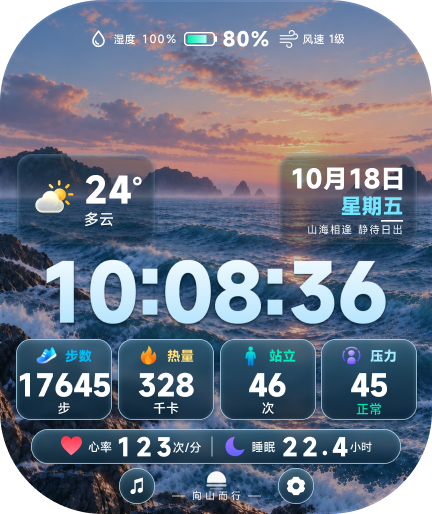 湿度 100% 80% 风速 1级
24° 10月18日
多云 星期五
山海相逢 静待日出
10:08:36
步数 热量 站立 压力
17645 328 46 45
步 千卡 次 正常
心率 123次/分 睡眠 22.4小时
向山而行